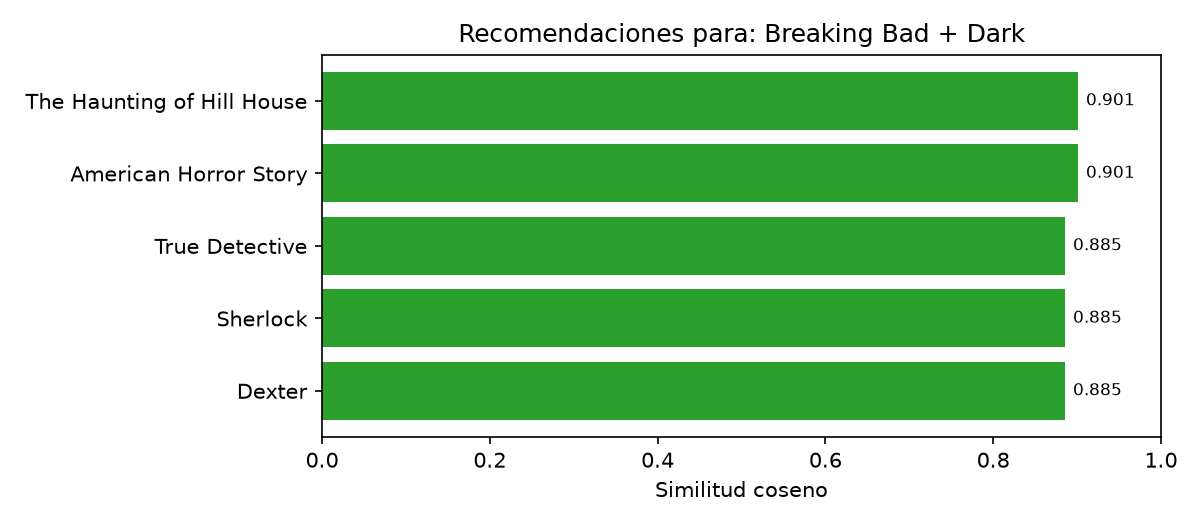 Recomendaciones para: Breaking Bad + Dark
The Haunting of Hill House
0.901
American Horror Story
0.901
True Detective
0.885
Sherlock
0.885
Dexter
0.885
0.0 0.2 0.4 0.6 0.8 1.0
Similitud coseno